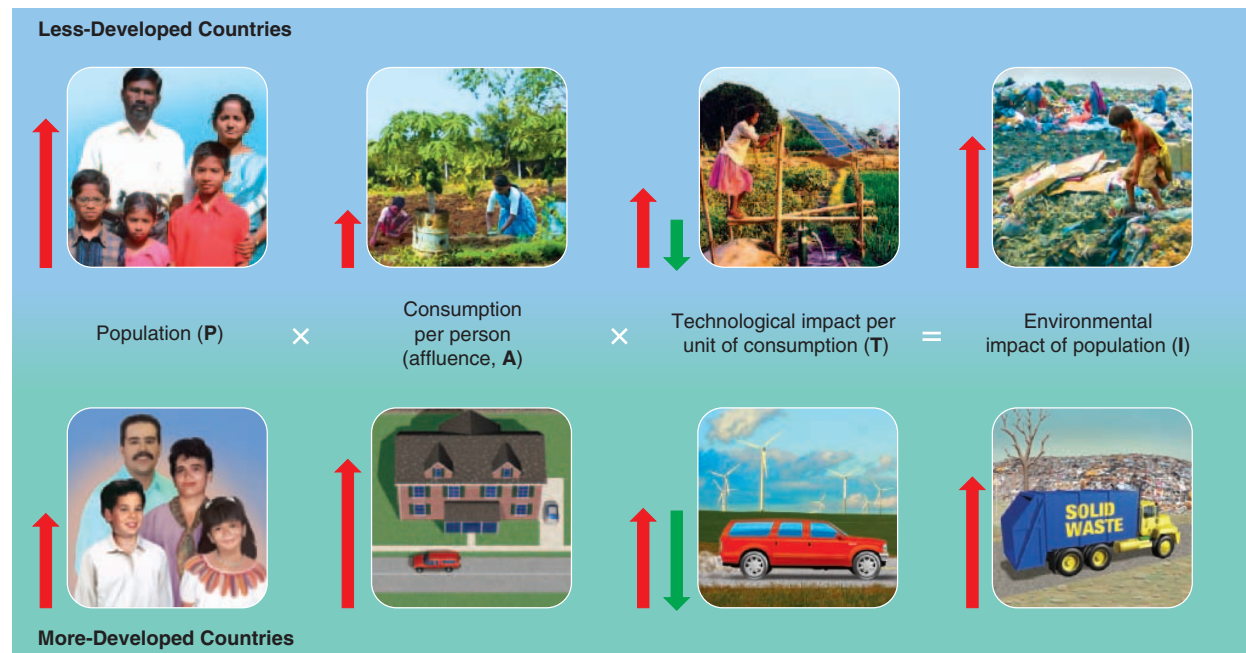 Less-Developed Countries
Population (P)
×
Consumption
per person
(affluence, A)
×
Technological impact per
unit of consumption (T)
=
Environmental
impact of population (I)
SOLID
WASTE
More-Developed Countries